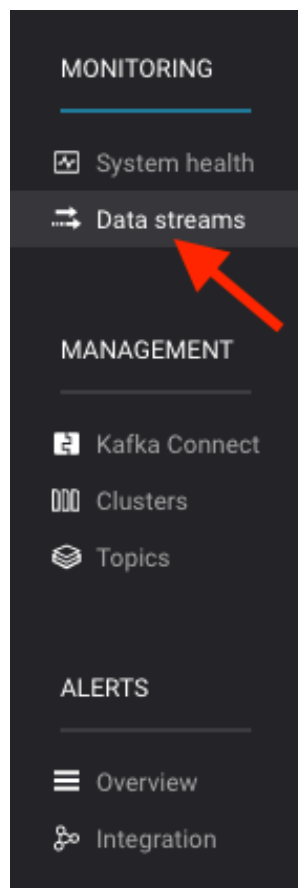 MONITORING
System health
Data streams
MANAGEMENT
Kafka Connect
Clusters
Topics
ALERTS
Overview
Integration